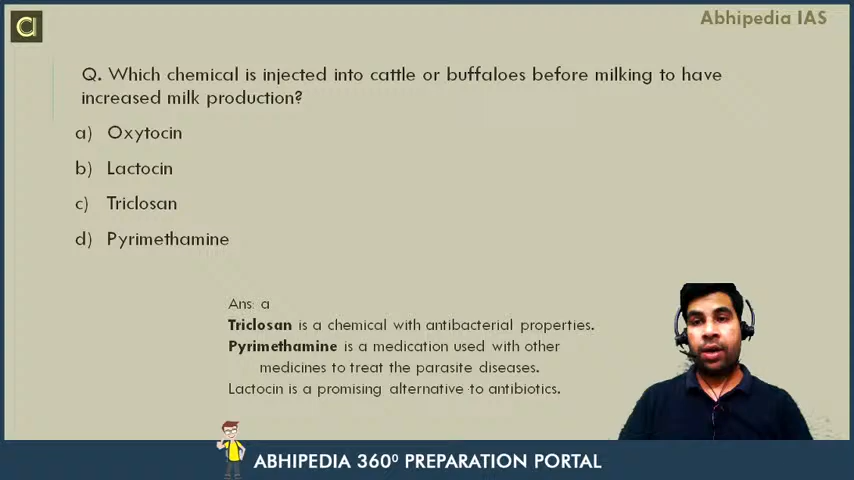 Abhipedia IAS
Q. Which chemical is injected into cattle or buffaloes before milking to have
increased milk production?
a) Oxytocin
b) Lactocin
c) Triclosan
d) Pyrimethamine
Ans: a
Triclosan is a chemical with antibacterial properties.
Pyrimethamine is a medication used with other
medicines to treat the parasite diseases.
Lactocin is a promising alternative to antibiotics.
ABHIPEDIA 360⁰ PREPARATION PORTAL